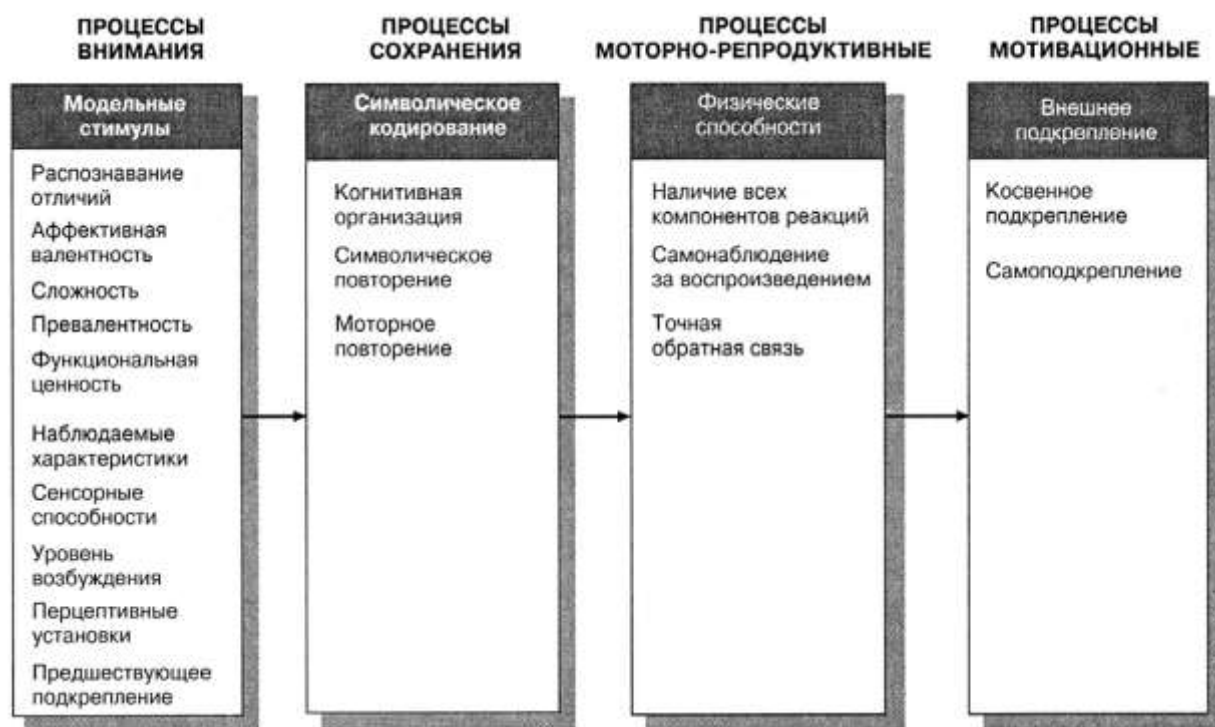 ПРОЦЕССЫ
ВНИМАНИЯ
Модельные
стимулы
Распознавание
отличий
Аффективная
валентность
Сложность
Превалентность
Функциональная
ценность
Наблюдаемые
характеристики
Сенсорные
способности
Уровень
возбуждения
Перцептивные
установки
Предшествующее
подкрепление
ПРОЦЕССЫ
СОХРАНЕНИЯ
Символическое
кодирование
Когнитивная
организация
Символическое
повторение
Моторное
повторение
ПРОЦЕССЫ
МОТОРНО-РЕПРОДУКТИВНЫЕ
Физические
способности
Наличие всех
компонентов реакций
Самонаблюдение
за воспроизведением
Точная
обратная связь
ПРОЦЕССЫ
МОТИВАЦИОННЫЕ
Внешнее
подкрепление
Косвенное
подкрепление
Самоподкрепление